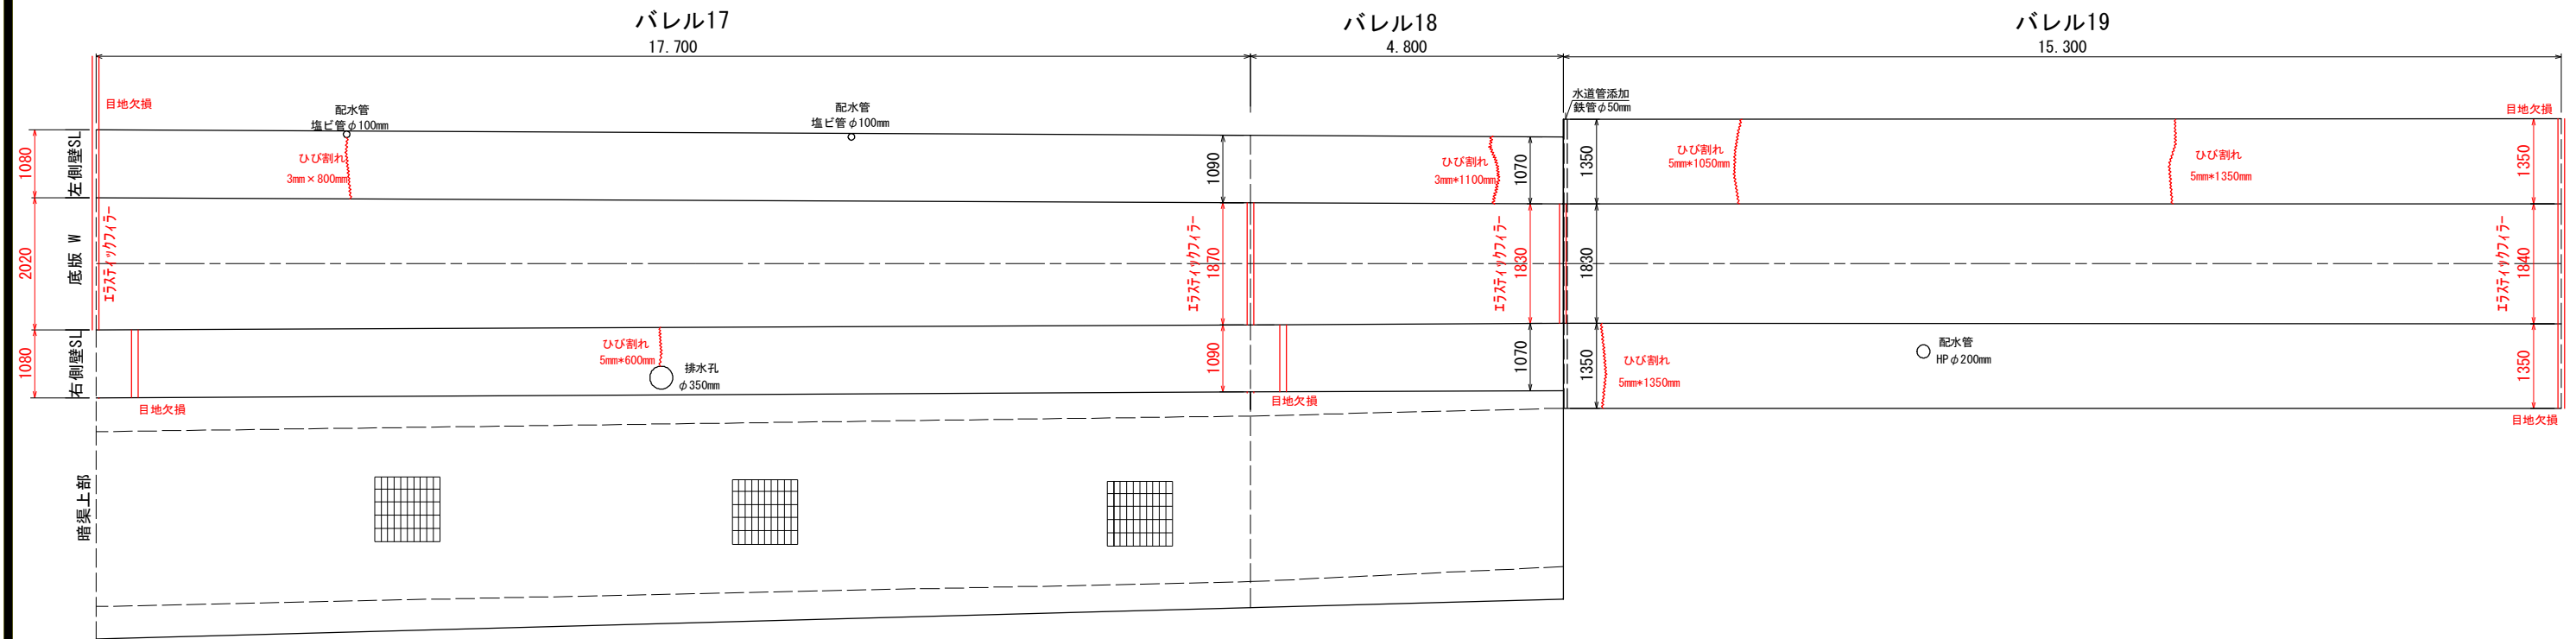 バレル17
バレル18
バレル19
17.700
4.800
15.300
目地欠損
配水管
塩ビ管φ100mm
配水管
塩ビ管φ100mm
水道管添加
鉄管φ50mm
目地欠損
1080
左側壁SL
ひび割れ
3mm×800mm
1090
ひび割れ
3mm*1100mm
1070
1350
ひび割れ
5mm*1050mm
ひび割れ
5mm*1350mm
1350
2020
底版 W
エラスティックフィラー
エラスティックフィラー
1870
エラスティックフィラー
1830
1830
エラスティックフィラー
1840
1080
右側壁SL
ひび割れ
5mm*600mm
排水孔
φ350mm
1090
1070
1350
ひび割れ
5mm*1350mm
配水管
HPφ200mm
1350
目地欠損
目地欠損
目地欠損
暗渠上部